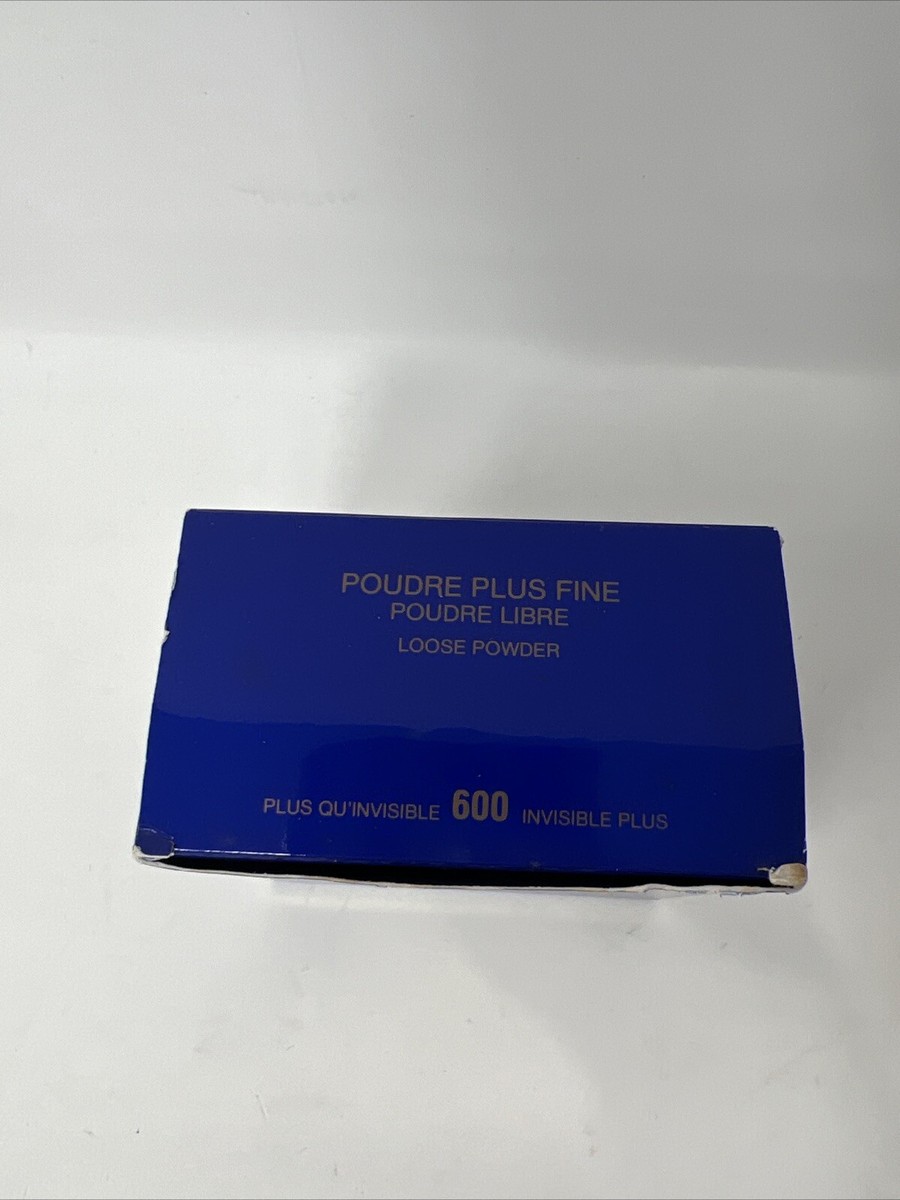 POUDRE PLUS FINE
POUDRE LIBRE
LOOSE POWDER
PLUS QU'INVISIBLE 600 INVISIBLE PLUS